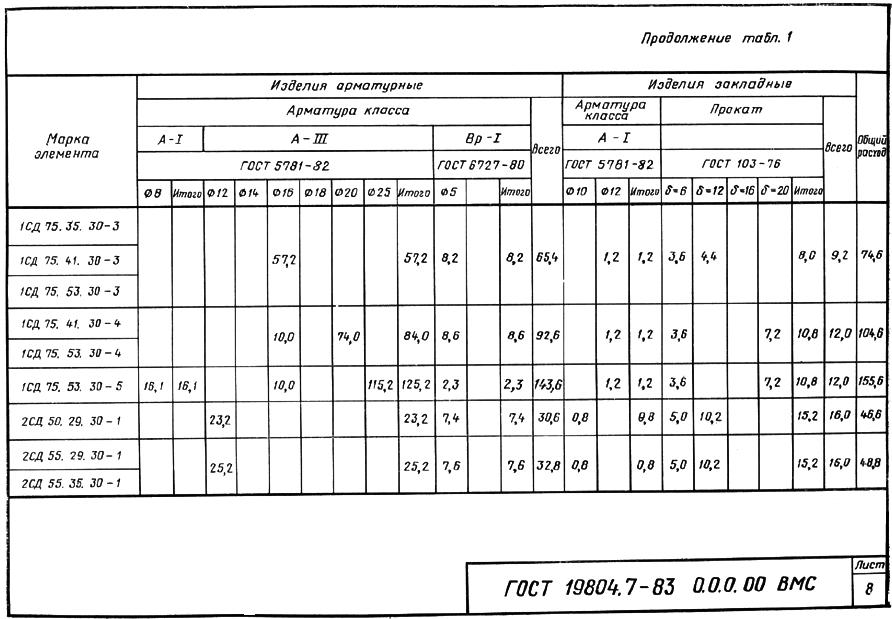 Продолжение табл. 1
Марка элемента
Изделия арматурные
Изделия закладные
Общий расход
Арматура класса
Всего
Арматура класса
Прокат
Всего
А-I
А-III
Вр-I
А-I
ГОСТ 5781-82
ГОСТ 6727-80
ГОСТ 5781-82
ГОСТ 103-76
Ф8 Итого Ф12 Ф14 Ф16 Ф18 Ф20 Ф25 Итого Ф5 Итого Ф10 Ф12 Итого δ=6 δ=12 δ=16 δ=20 Итого
1СД 75.35.30-3
1СД 75.41.30-3 57,2 57,2 8,2 8,2 65,4 1,2 1,2 3,6 4,4 8,0 9,2 74,6
1СД 75.53.30-3
1СД 75.41.30-4
10,0 74,0 84,0 8,6 8,6 92,6 1,2 1,2 3,6 7,2 10,8 12,0 104,6
1СД 75.53.30-4
1СД 75.53.30-5 16,1 16,1 10,0 115,2 125,2 2,3 2,3 143,6 1,2 1,2 3,6 7,2 10,8 12,0 155,6
2СД 50.29.30-1 23,2 23,2 7,4 7,4 30,6 0,8 0,8 5,0 10,2 15,2 16,0 46,6
2СД 55.29.30-1
25,2 25,2 7,6 7,6 32,8 0,8 0,8 5,0 10,2 15,2 16,0 48,8
2СД 55.35.30-1
ГОСТ 19804.7-83 0.0.0.00 ВМС
Лист
8